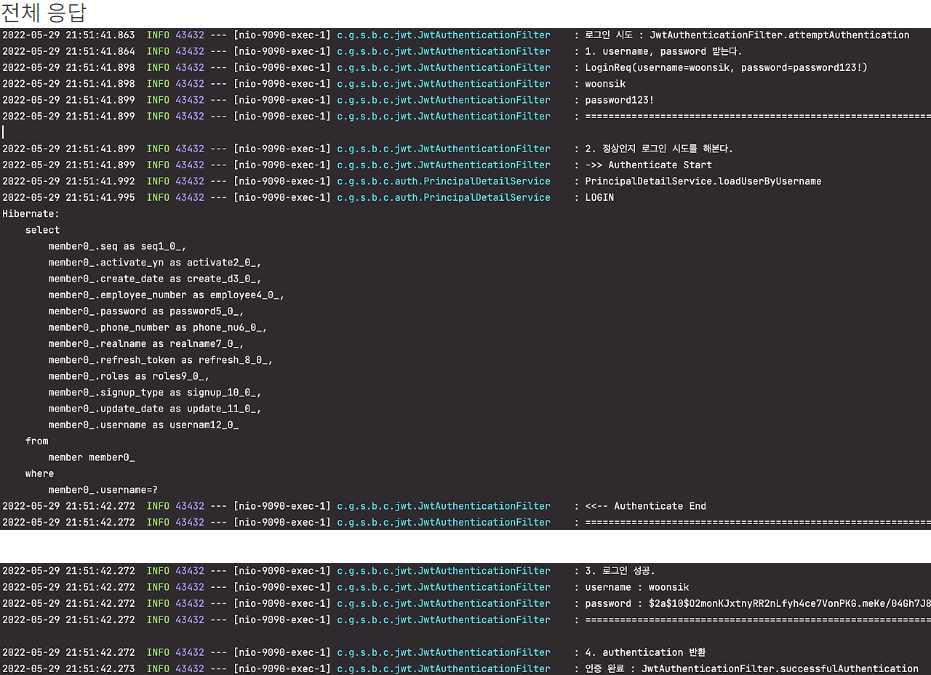 전체 응답
2022-05-29 21:51:41.863  INFO 43432 --- [nio-9090-exec-1] c.g.s.b.c.jwt.JwtAuthenticationFilter    : 로그인 시도 : JwtAuthenticationFilter.attemptAuthentication
2022-05-29 21:51:41.864  INFO 43432 --- [nio-9090-exec-1] c.g.s.b.c.jwt.JwtAuthenticationFilter    : 1. username, password 받는다.
2022-05-29 21:51:41.898  INFO 43432 --- [nio-9090-exec-1] c.g.s.b.c.jwt.JwtAuthenticationFilter    : LoginReq(username=woonsik, password=password123!)
2022-05-29 21:51:41.898  INFO 43432 --- [nio-9090-exec-1] c.g.s.b.c.jwt.JwtAuthenticationFilter    : woonsik
2022-05-29 21:51:41.899  INFO 43432 --- [nio-9090-exec-1] c.g.s.b.c.jwt.JwtAuthenticationFilter    : password123!
2022-05-29 21:51:41.899  INFO 43432 --- [nio-9090-exec-1] c.g.s.b.c.jwt.JwtAuthenticationFilter    : =============================================================
2022-05-29 21:51:41.899  INFO 43432 --- [nio-9090-exec-1] c.g.s.b.c.jwt.JwtAuthenticationFilter    : 2. 정상인지 로그인 시도를 해본다.
2022-05-29 21:51:41.899  INFO 43432 --- [nio-9090-exec-1] c.g.s.b.c.jwt.JwtAuthenticationFilter    : ->> Authenticate Start
2022-05-29 21:51:41.992  INFO 43432 --- [nio-9090-exec-1] c.g.s.b.c.auth.PrincipalDetailService    : PrincipalDetailService.loadUserByUsername
2022-05-29 21:51:41.995  INFO 43432 --- [nio-9090-exec-1] c.g.s.b.c.auth.PrincipalDetailService    : LOGIN
Hibernate:
    select
        member0_.seq as seq1_0_,
        member0_.activate_yn as activate2_0_,
        member0_.create_date as create_d3_0_,
        member0_.employee_number as employee4_0_,
        member0_.password as password5_0_,
        member0_.phone_number as phone_nu6_0_,
        member0_.realname as realname7_0_,
        member0_.refresh_token as refresh_8_0_,
        member0_.roles as roles9_0_,
        member0_.signup_type as signup_10_0_,
        member0_.update_date as update_11_0_,
        member0_.username as usernam12_0_
    from
        member member0_
    where
        member0_.username=?
2022-05-29 21:51:42.272  INFO 43432 --- [nio-9090-exec-1] c.g.s.b.c.jwt.JwtAuthenticationFilter    : <<-- Authenticate End
2022-05-29 21:51:42.272  INFO 43432 --- [nio-9090-exec-1] c.g.s.b.c.jwt.JwtAuthenticationFilter    : =============================================================
2022-05-29 21:51:42.272  INFO 43432 --- [nio-9090-exec-1] c.g.s.b.c.jwt.JwtAuthenticationFilter    : 3. 로그인 성공.
2022-05-29 21:51:42.272  INFO 43432 --- [nio-9090-exec-1] c.g.s.b.c.jwt.JwtAuthenticationFilter    : username : woonsik
2022-05-29 21:51:42.272  INFO 43432 --- [nio-9090-exec-1] c.g.s.b.c.jwt.JwtAuthenticationFilter    : password : $2a$10$O2monKJxtnyRR2nLfyh4ce7VonPKG.meKe/04Gh7J8
2022-05-29 21:51:42.272  INFO 43432 --- [nio-9090-exec-1] c.g.s.b.c.jwt.JwtAuthenticationFilter    : =============================================================
2022-05-29 21:51:42.272  INFO 43432 --- [nio-9090-exec-1] c.g.s.b.c.jwt.JwtAuthenticationFilter    : 4. authentication 반환
2022-05-29 21:51:42.273  INFO 43432 --- [nio-9090-exec-1] c.g.s.b.c.jwt.JwtAuthenticationFilter    : 인증 완료 : JwtAuthenticationFilter.successfulAuthentication